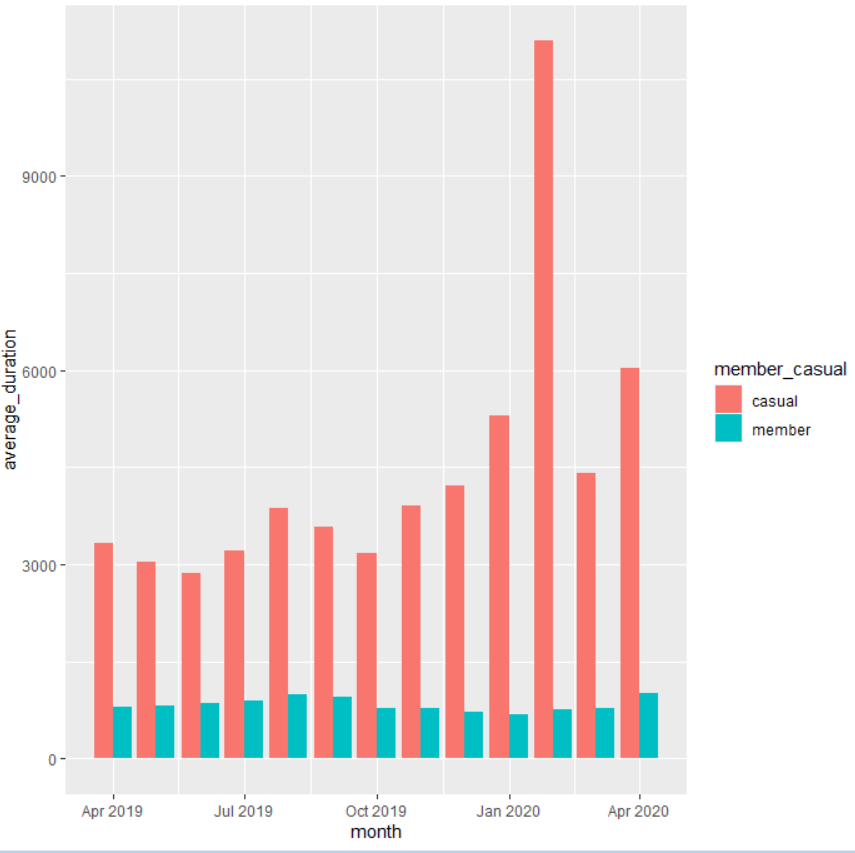 average_duration
9000
6000
3000
0
Apr 2019 Jul 2019 Oct 2019 Jan 2020 Apr 2020
month
member_casual
casual
member